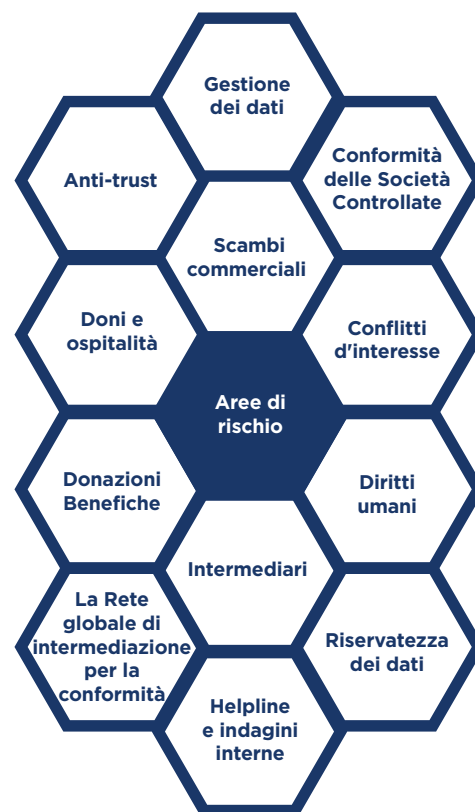 Gestione
dei dati
Anti-trust
Conformità
delle Società
Controllate
Scambi
commerciali
Doni e
ospitalità
Conflitti
d'interesse
Aree di
rischio
Donazioni
Benefiche
Diritti
umani
Intermediari
La Rete
globale di
intermediazione
per la
conformità
Riservatezza
dei dati
Helpline
e indagini
interne